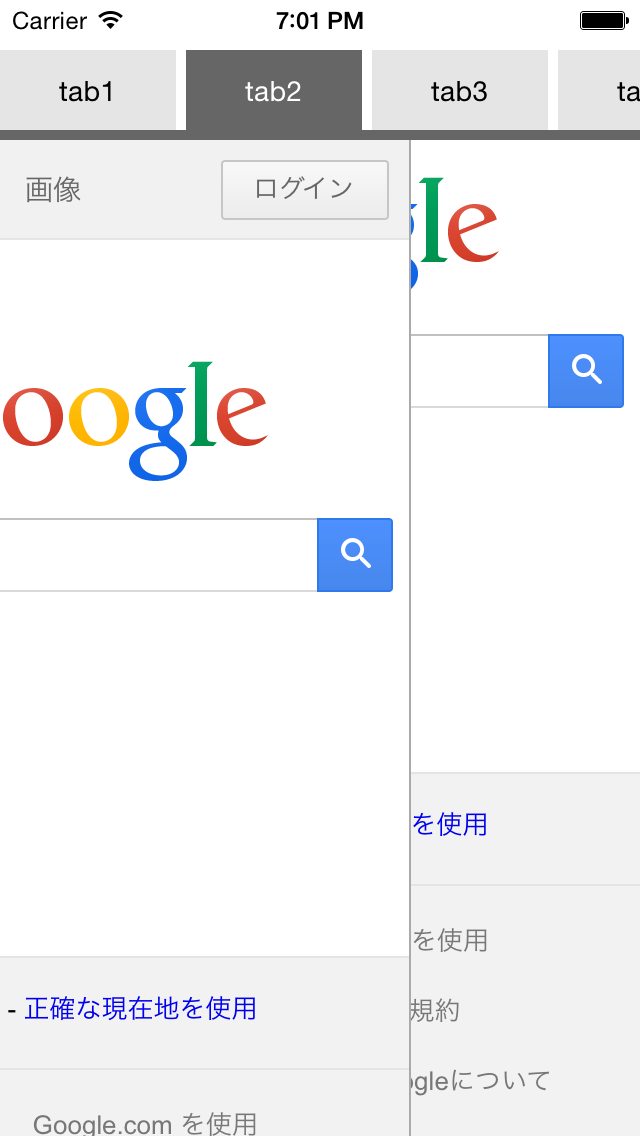 Carrier 7:01 PM
tab1 tab2 tab3 ta
画像 ログイン
oogle
gle
- 正確な現在地を使用
Google.com を使用
を使用
を使用
規約
ogleについて